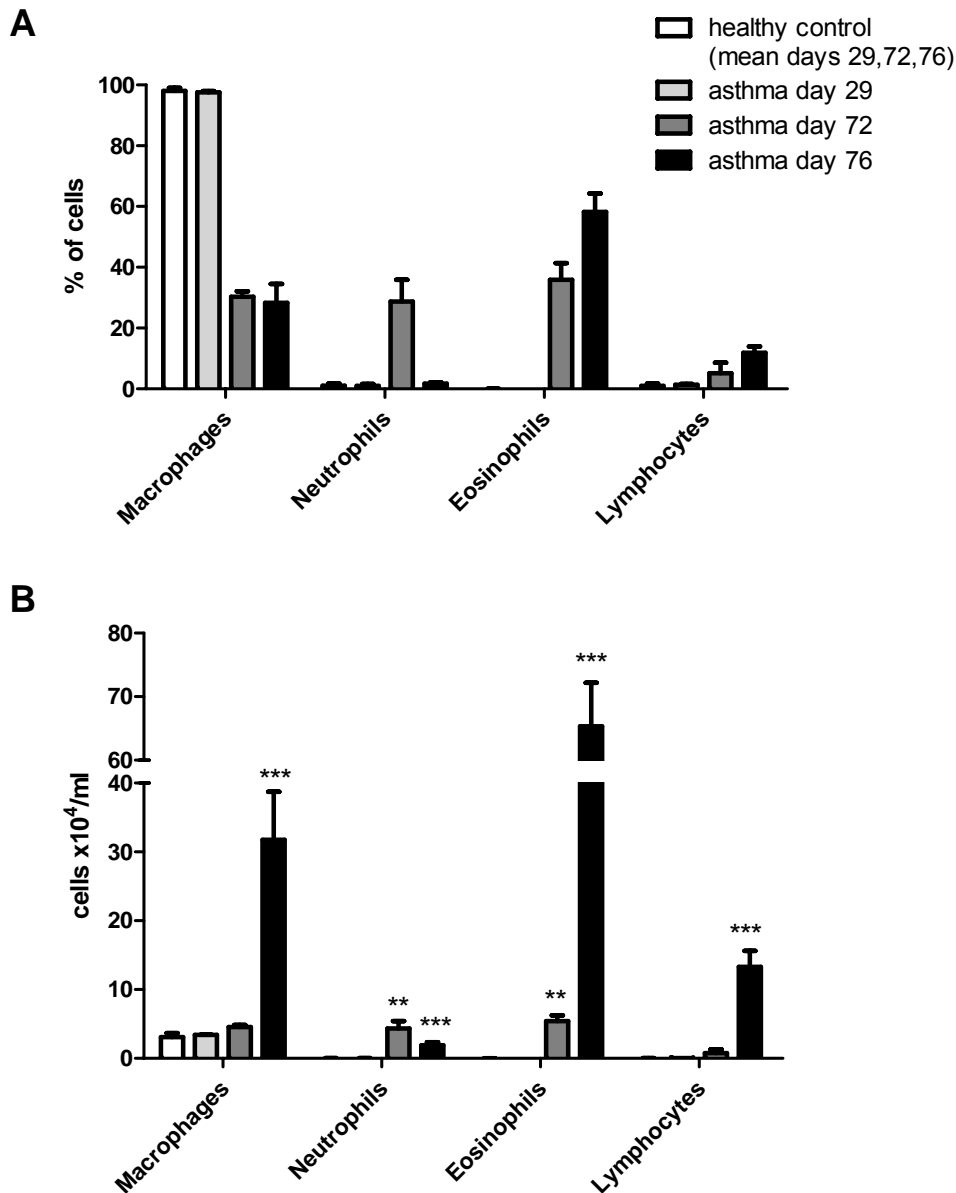 A
healthy control
(mean days 29,72,76)
asthma day 29
asthma day 72
asthma day 76
100
80
60
40
20
0
% of cells
Macrophages
Neutrophils
Eosinophils
Lymphocytes
B
80
70
60
40
30
20
10
0
cells x10⁴/ml
***
**
***
**
***
***
Macrophages
Neutrophils
Eosinophils
Lymphocytes